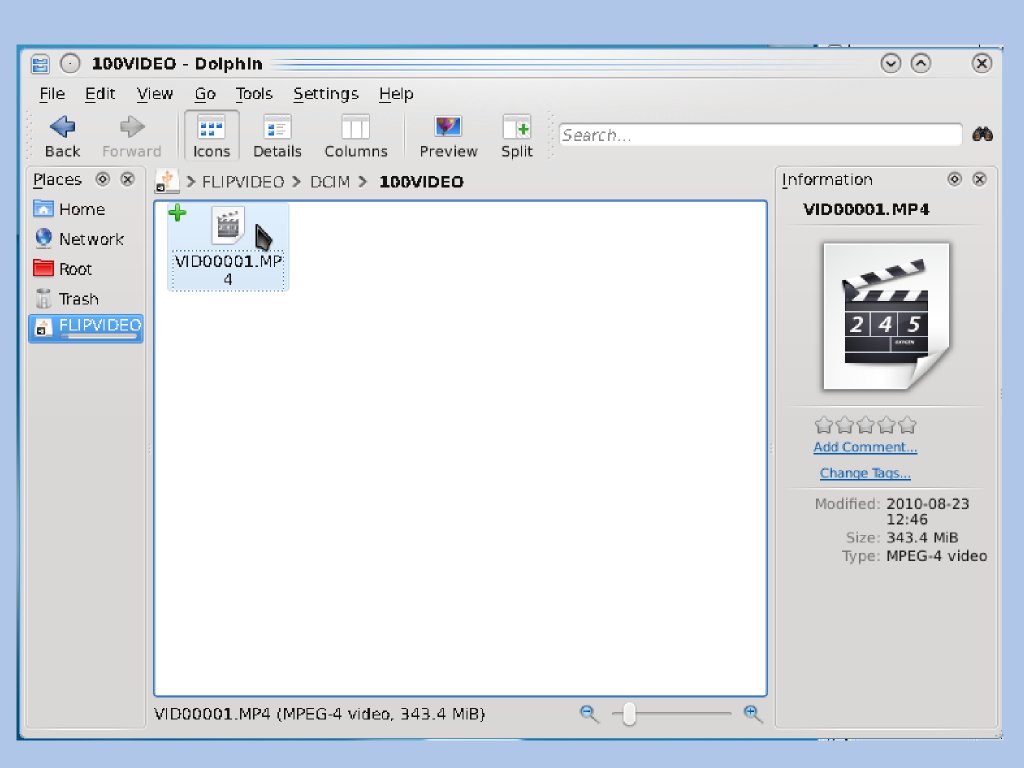 100VIDEO - Dolphin
File Edit View Go Tools Settings Help
Back Forward Icons Details Columns Preview Split Search...
Places
FLIPVIDEO > DCIM > 100VIDEO
Information
Home
Network
Root
Trash
FLIPVIDEO
VID00001.MP
4
VID00001.MP4
2 4 5
OXYGEN
Add Comment...
Change Tags...
Modified: 2010-08-23
12:46
Size: 343.4 MiB
Type: MPEG-4 video
VID00001.MP4 (MPEG-4 video, 343.4 MiB)